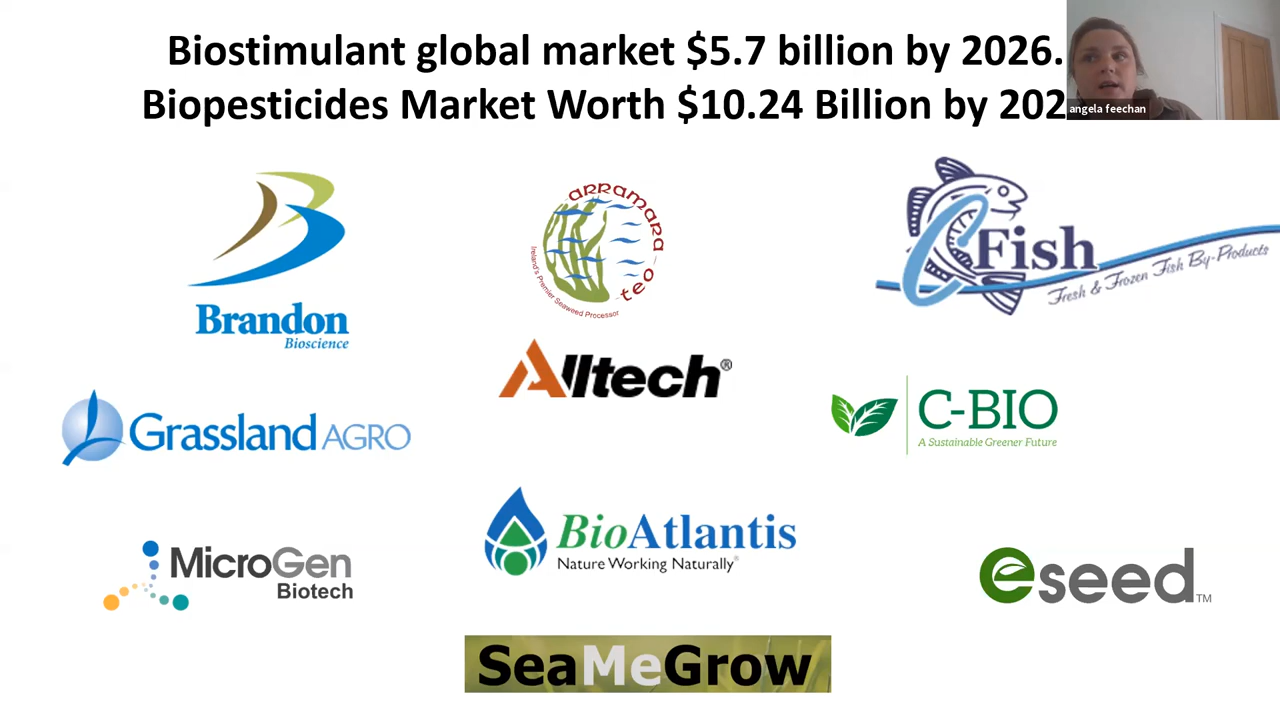 Biostimulant global market $5.7 billion by 2026.
Biopesticides Market Worth $10.24 Billion by 202
angela feechan
Brandon
Bioscience
arramara teo
Ireland's Premier Seaweed Processor
CFish
Fresh & Frozen Fish By-Products
Alltech®
Grassland AGRO
C-BIO
A Sustainable Greener Future
MicroGen
Biotech
BioAtlantis
Nature Working Naturally®
eseed™
SeaMeGrow